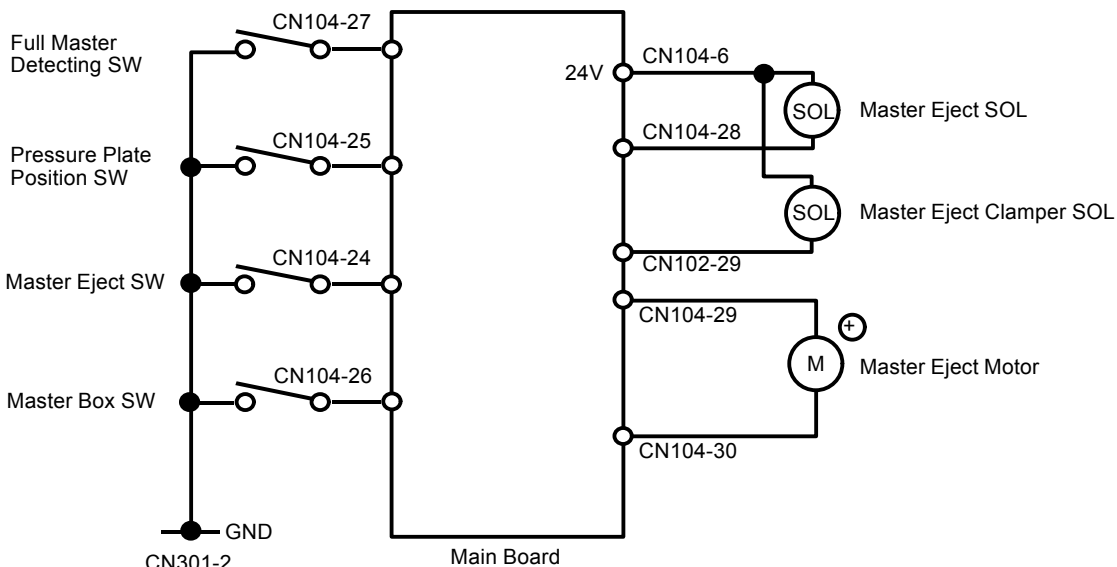 CN104-27
Full Master
Detecting SW
CN104-25
Pressure Plate
Position SW
CN104-24
Master Eject SW
CN104-26
Master Box SW
GND
CN301-2
Main Board
24V
CN104-6
SOL
Master Eject SOL
CN104-28
SOL
Master Eject Clamper SOL
CN102-29
CN104-29
+
M
Master Eject Motor
CN104-30